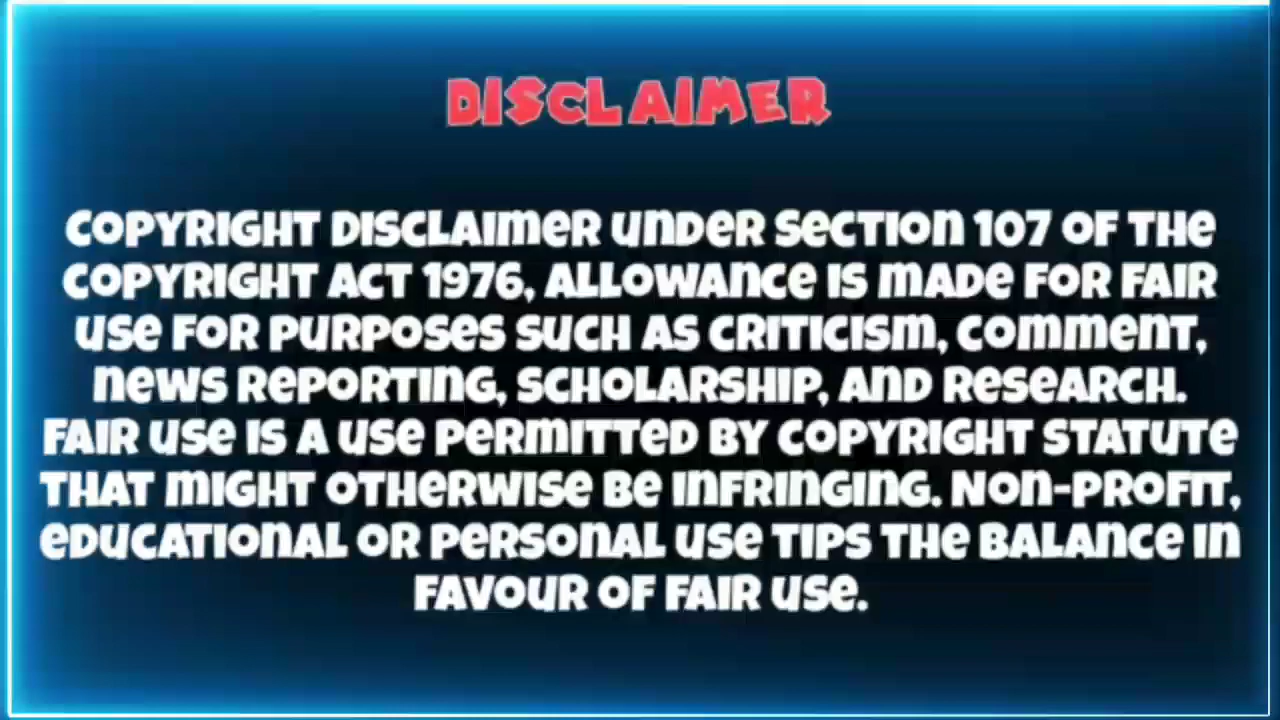 DISCLAIMER
COPYRIGHT DISCLAIMER UNDER SECTION 107 OF THE
COPYRIGHT ACT 1976, ALLOWANCE IS MADE FOR FAIR
USE FOR PURPOSES SUCH AS CRITICISM, COMMENT,
NEWS REPORTING, SCHOLARSHIP, AND RESEARCH.
FAIR USE IS A USE PERMITTED BY COPYRIGHT STATUTE
THAT MIGHT OTHERWISE BE INFRINGING. NON-PROFIT,
EDUCATIONAL OR PERSONAL USE TIPS THE BALANCE IN
FAVOUR OF FAIR USE.